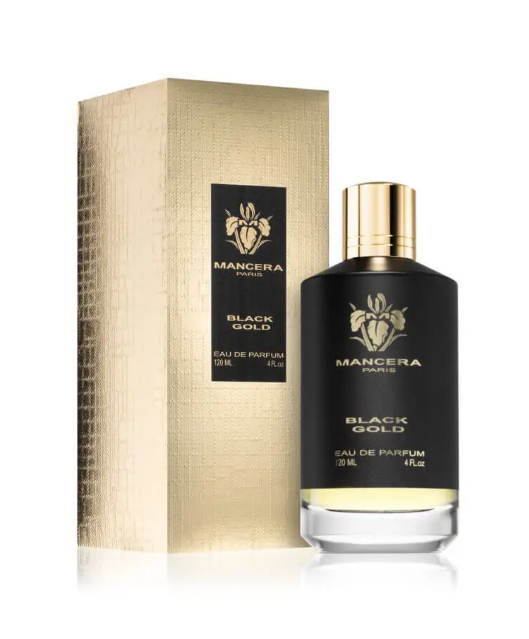 MANCERA
PARIS
BLACK
GOLD
EAU DE PARFUM
120 ML 4 FL.oz
MANCERA
PARIS
BLACK
GOLD
EAU DE PARFUM
120 ML 4 FL.oz